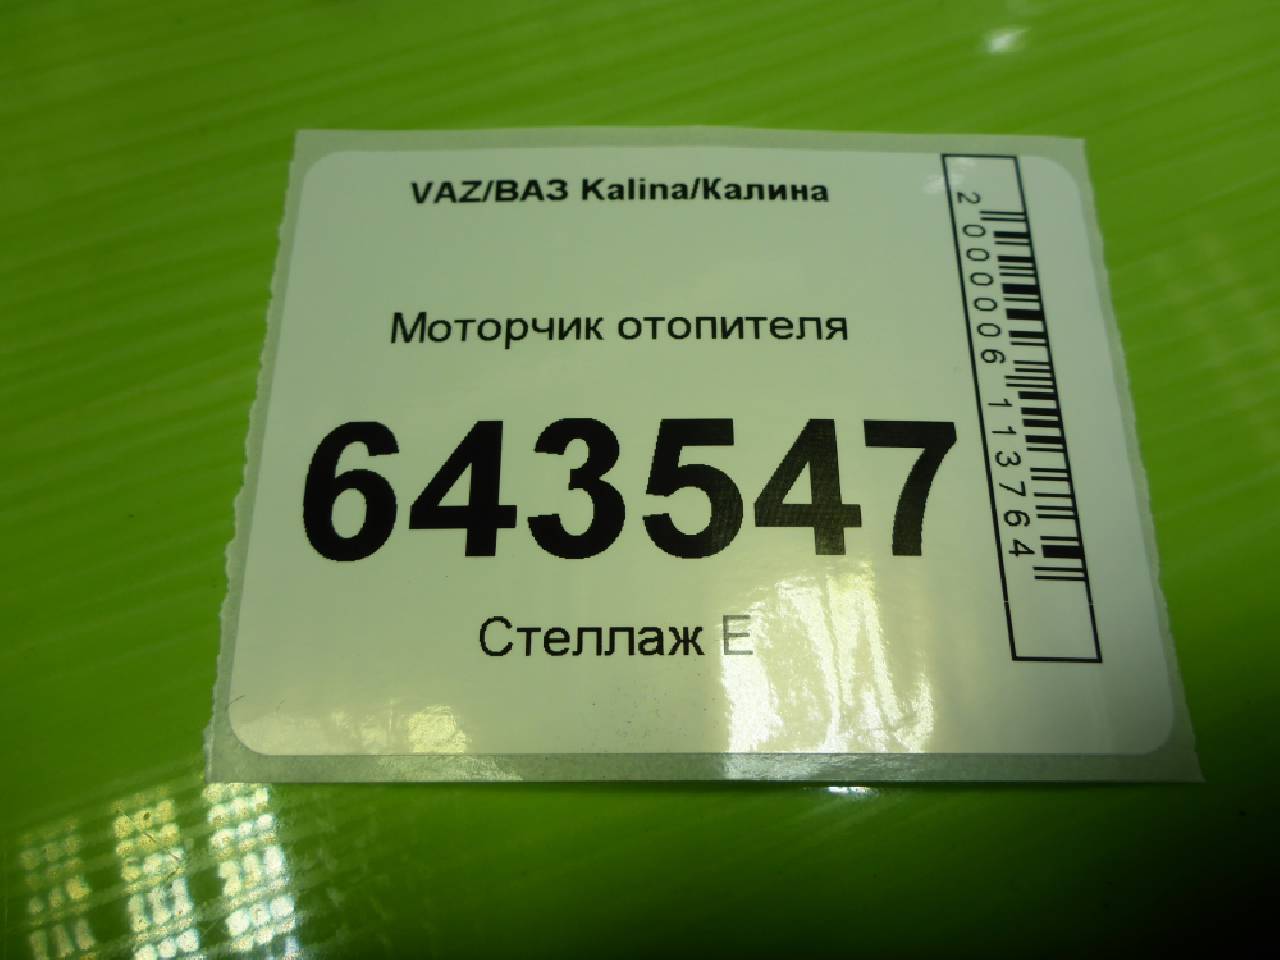 VAZ/ВАЗ Kalina/Калина
Моторчик отопителя
643547
Стеллаж Е
2000006113764